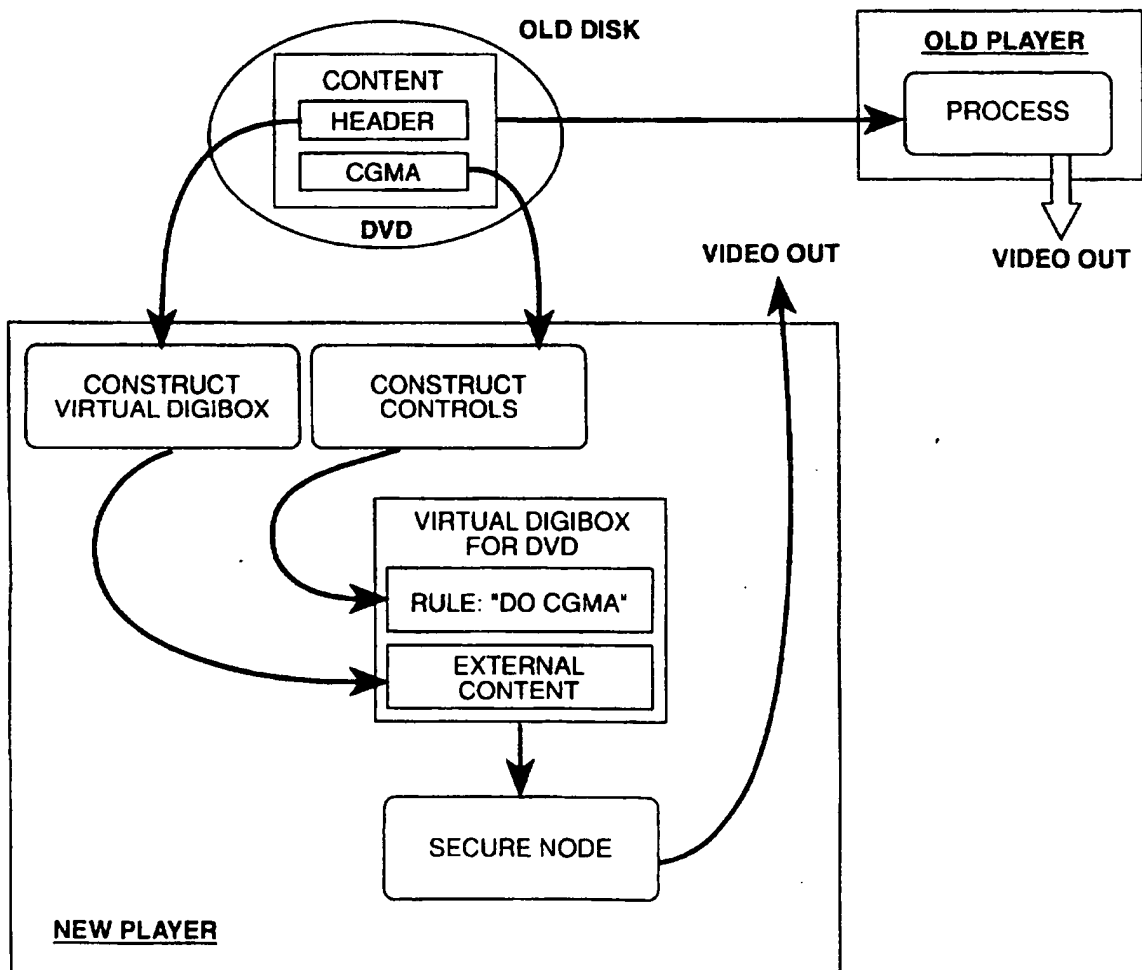 OLD DISK
CONTENT
HEADER
CGMA
DVD
OLD PLAYER
PROCESS
VIDEO OUT
VIDEO OUT
CONSTRUCT
VIRTUAL DIGIBOX
CONSTRUCT
CONTROLS
VIRTUAL DIGIBOX
FOR DVD
RULE: "DO CGMA"
EXTERNAL
CONTENT
SECURE NODE
NEW PLAYER